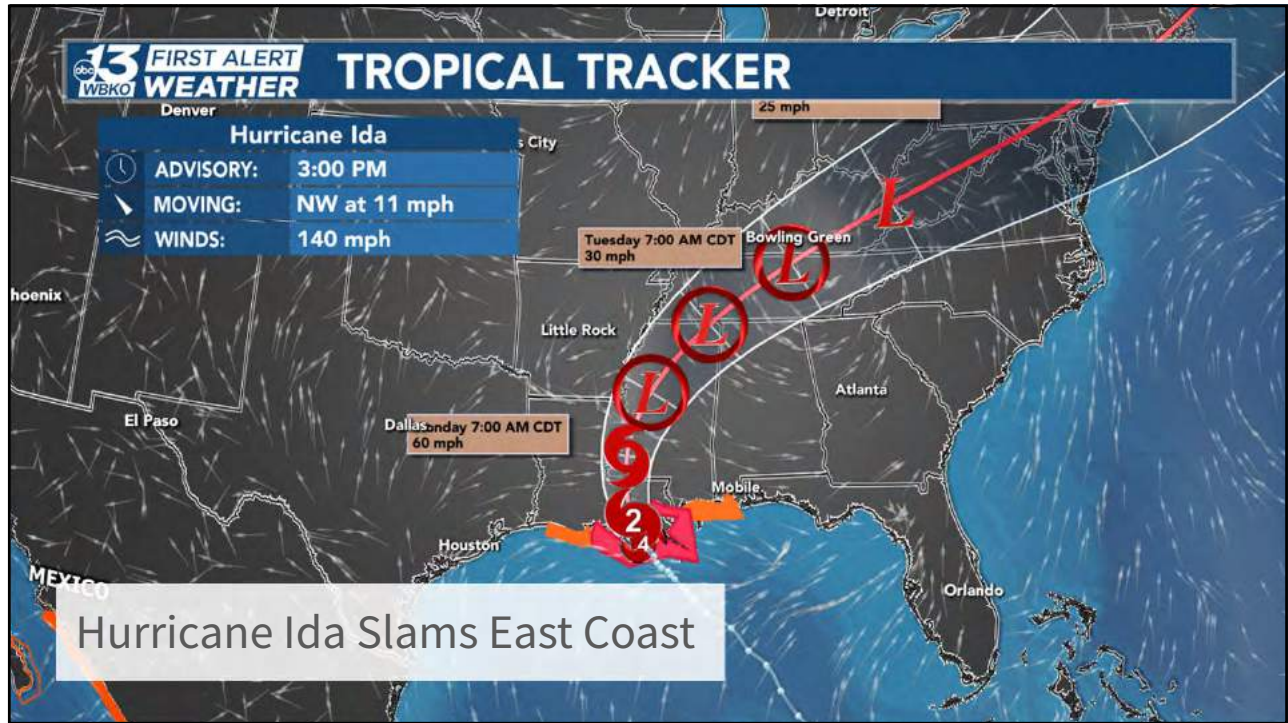 Detroit
abc 13 WBKO
FIRST ALERT
WEATHER
TROPICAL TRACKER
Denver
25 mph
Hurricane Ida
ADVISORY: 3:00 PM
MOVING: NW at 11 mph
WINDS: 140 mph
s City
Tuesday 7:00 AM CDT
30 mph
Bowling Green
L
L
L
L
hoenix
Little Rock
Atlanta
El Paso
Dallas
onday 7:00 AM CDT
60 mph
Mobile
2
4
Houston
MEXICO
Orlando
Hurricane Ida Slams East Coast